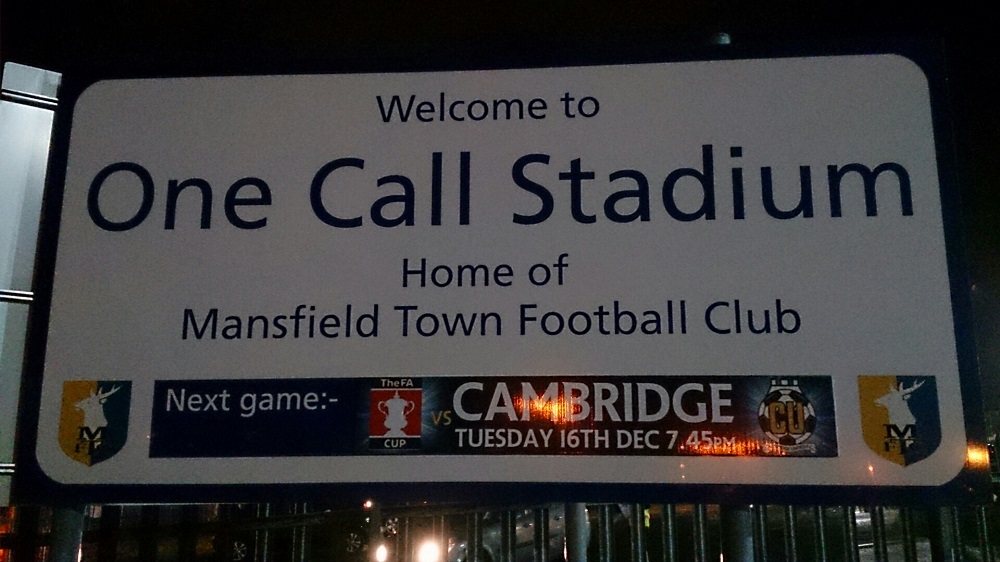 Welcome to
One Call Stadium
Home of
Mansfield Town Football Club
Next game:-
The FA
CUP
VS
CAMBRIDGE
TUESDAY 16TH DEC 7.45PM
CU
M
F
M
F